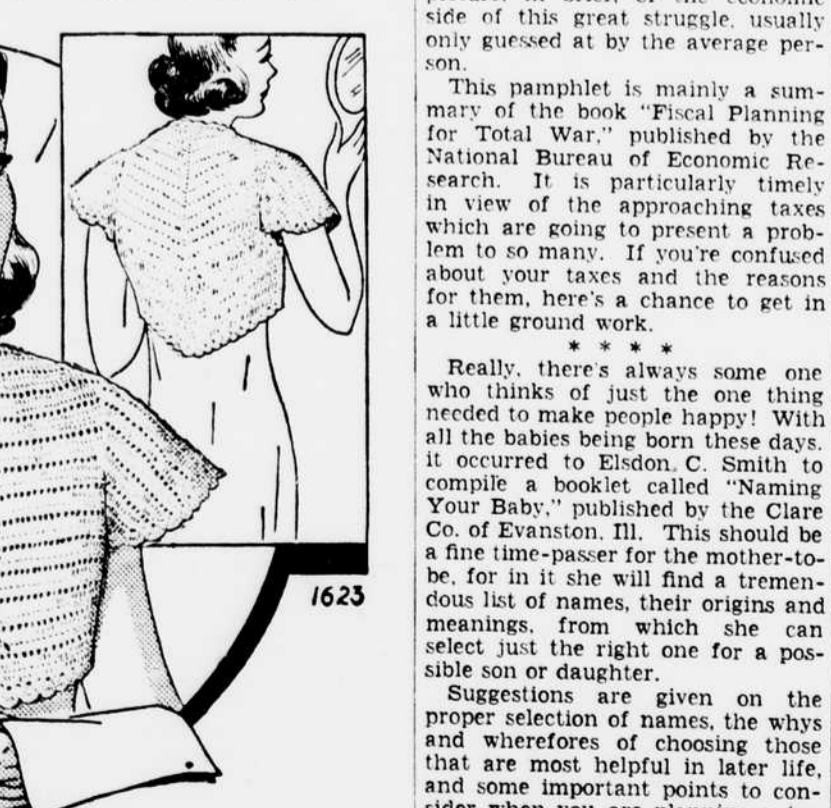 side of this great struggle, usually
only guessed at by the average per-
son.
This pamphlet is mainly a sum-
mary of the book "Fiscal Planning
for Total War," published by the
National Bureau of Economic Re-
search. It is particularly timely
in view of the approaching taxes
which are going to present a prob-
lem to so many. If you're confused
about your taxes and the reasons
for them, here's a chance to get in
a little ground work.
* * * *
Really, there's always some one
who thinks of just the one thing
needed to make people happy! With
all the babies being born these days,
it occurred to Elsdon C. Smith to
compile a booklet called "Naming
Your Baby," published by the Clare
Co. of Evanston, Ill. This should be
a fine time-passer for the mother-to-
be, for in it she will find a tremen-
dous list of names, their origins and
meanings, from which she can
select just the right one for a pos-
sible son or daughter.
Suggestions are given on the
proper selection of names, the whys
and wherefores of choosing those
that are most helpful in later life,
and some important points to con-
1623